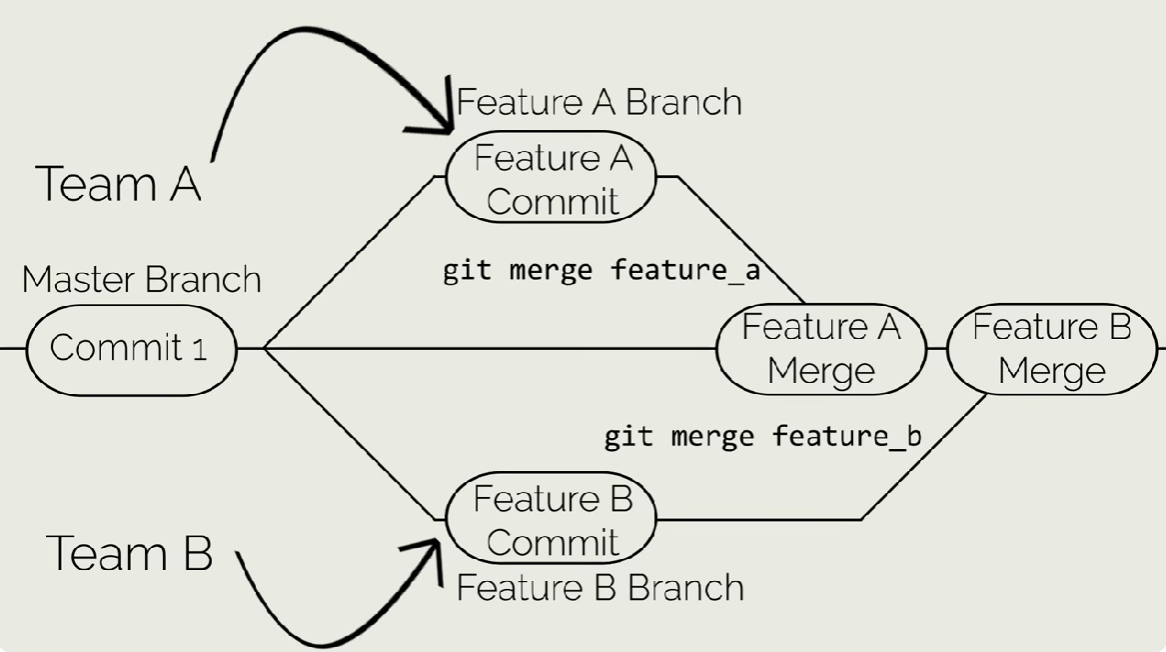 Feature A Branch
Team A
Feature A
Commit
Master Branch
git merge feature_a
Commit 1
Feature A
Merge
Feature B
Merge
git merge feature_b
Team B
Feature B
Commit
Feature B Branch